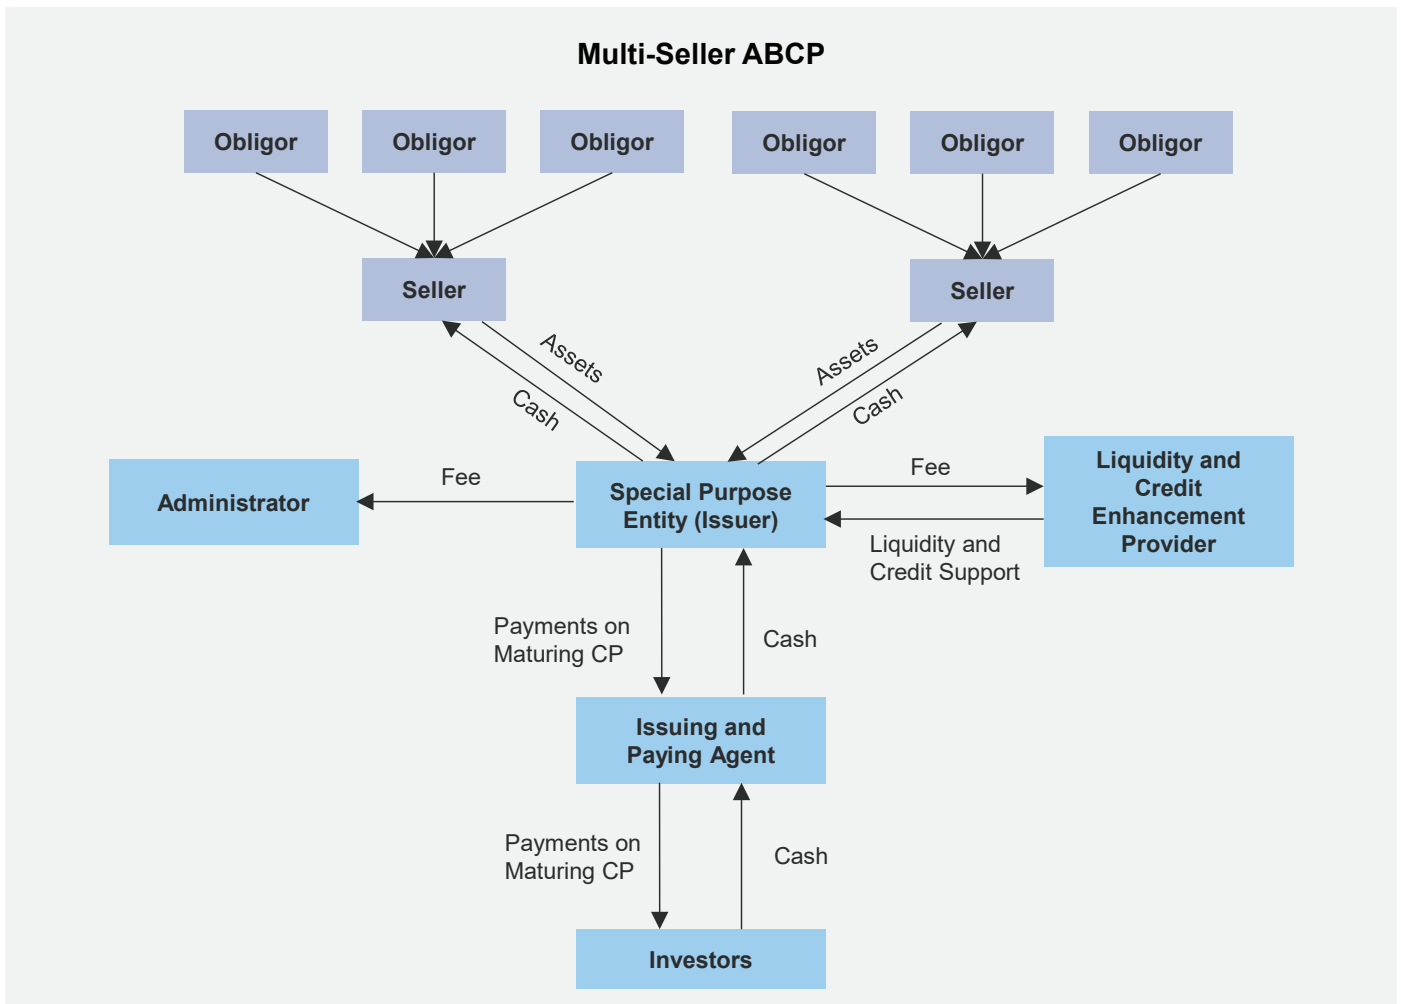 Multi-Seller ABCP
Obligor
Obligor
Obligor
Obligor
Obligor
Obligor
Seller
Seller
Assets
Cash
Assets
Cash
Administrator
Fee
Special Purpose
Entity (Issuer)
Fee
Liquidity and
Credit Support
Liquidity and
Credit
Enhancement
Provider
Payments on
Maturing CP
Cash
Issuing and
Paying Agent
Payments on
Maturing CP
Cash
Investors